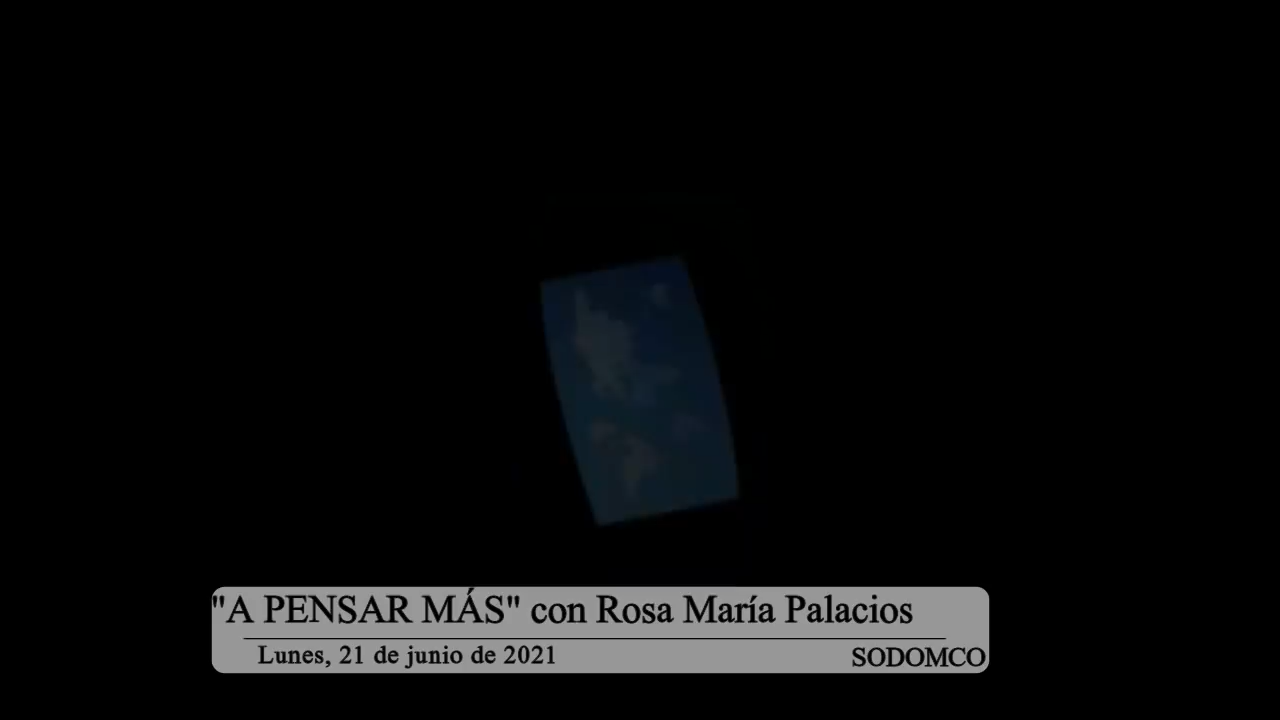 "A PENSAR MÁS" con Rosa María Palacios
Lunes, 21 de junio de 2021
SODOMCO